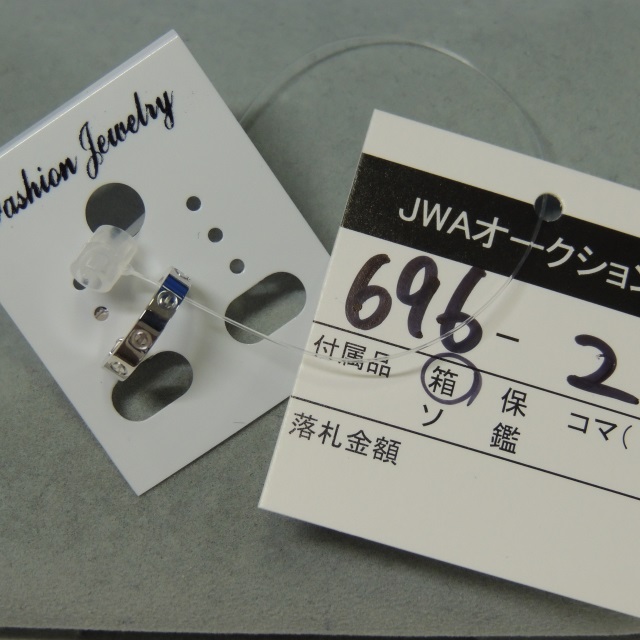 Fashion Jewelry
JWAオークション
696-2
付属品 箱 保 コマ(
ソ 鑑
落札金額